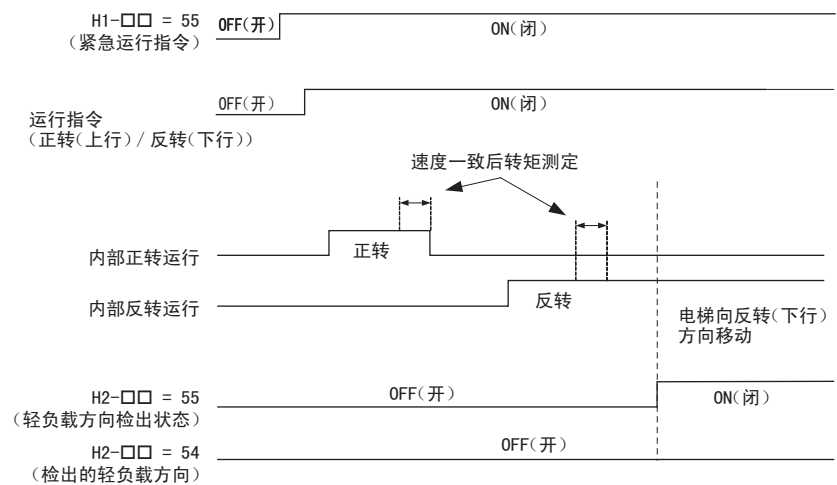 H1-□□ = 55
（紧急运行指令）
OFF(开)
ON(闭)
运行指令
（正转(上行) / 反转(下行)）
OFF(开)
ON(闭)
速度一致后转矩测定
内部正转运行
正转
内部反转运行
反转
电梯向反转(下行)
方向移动
H2-□□ = 55
（轻负载方向检出状态）
OFF(开)
ON(闭)
H2-□□ = 54
（检出的轻负载方向）
OFF(开)